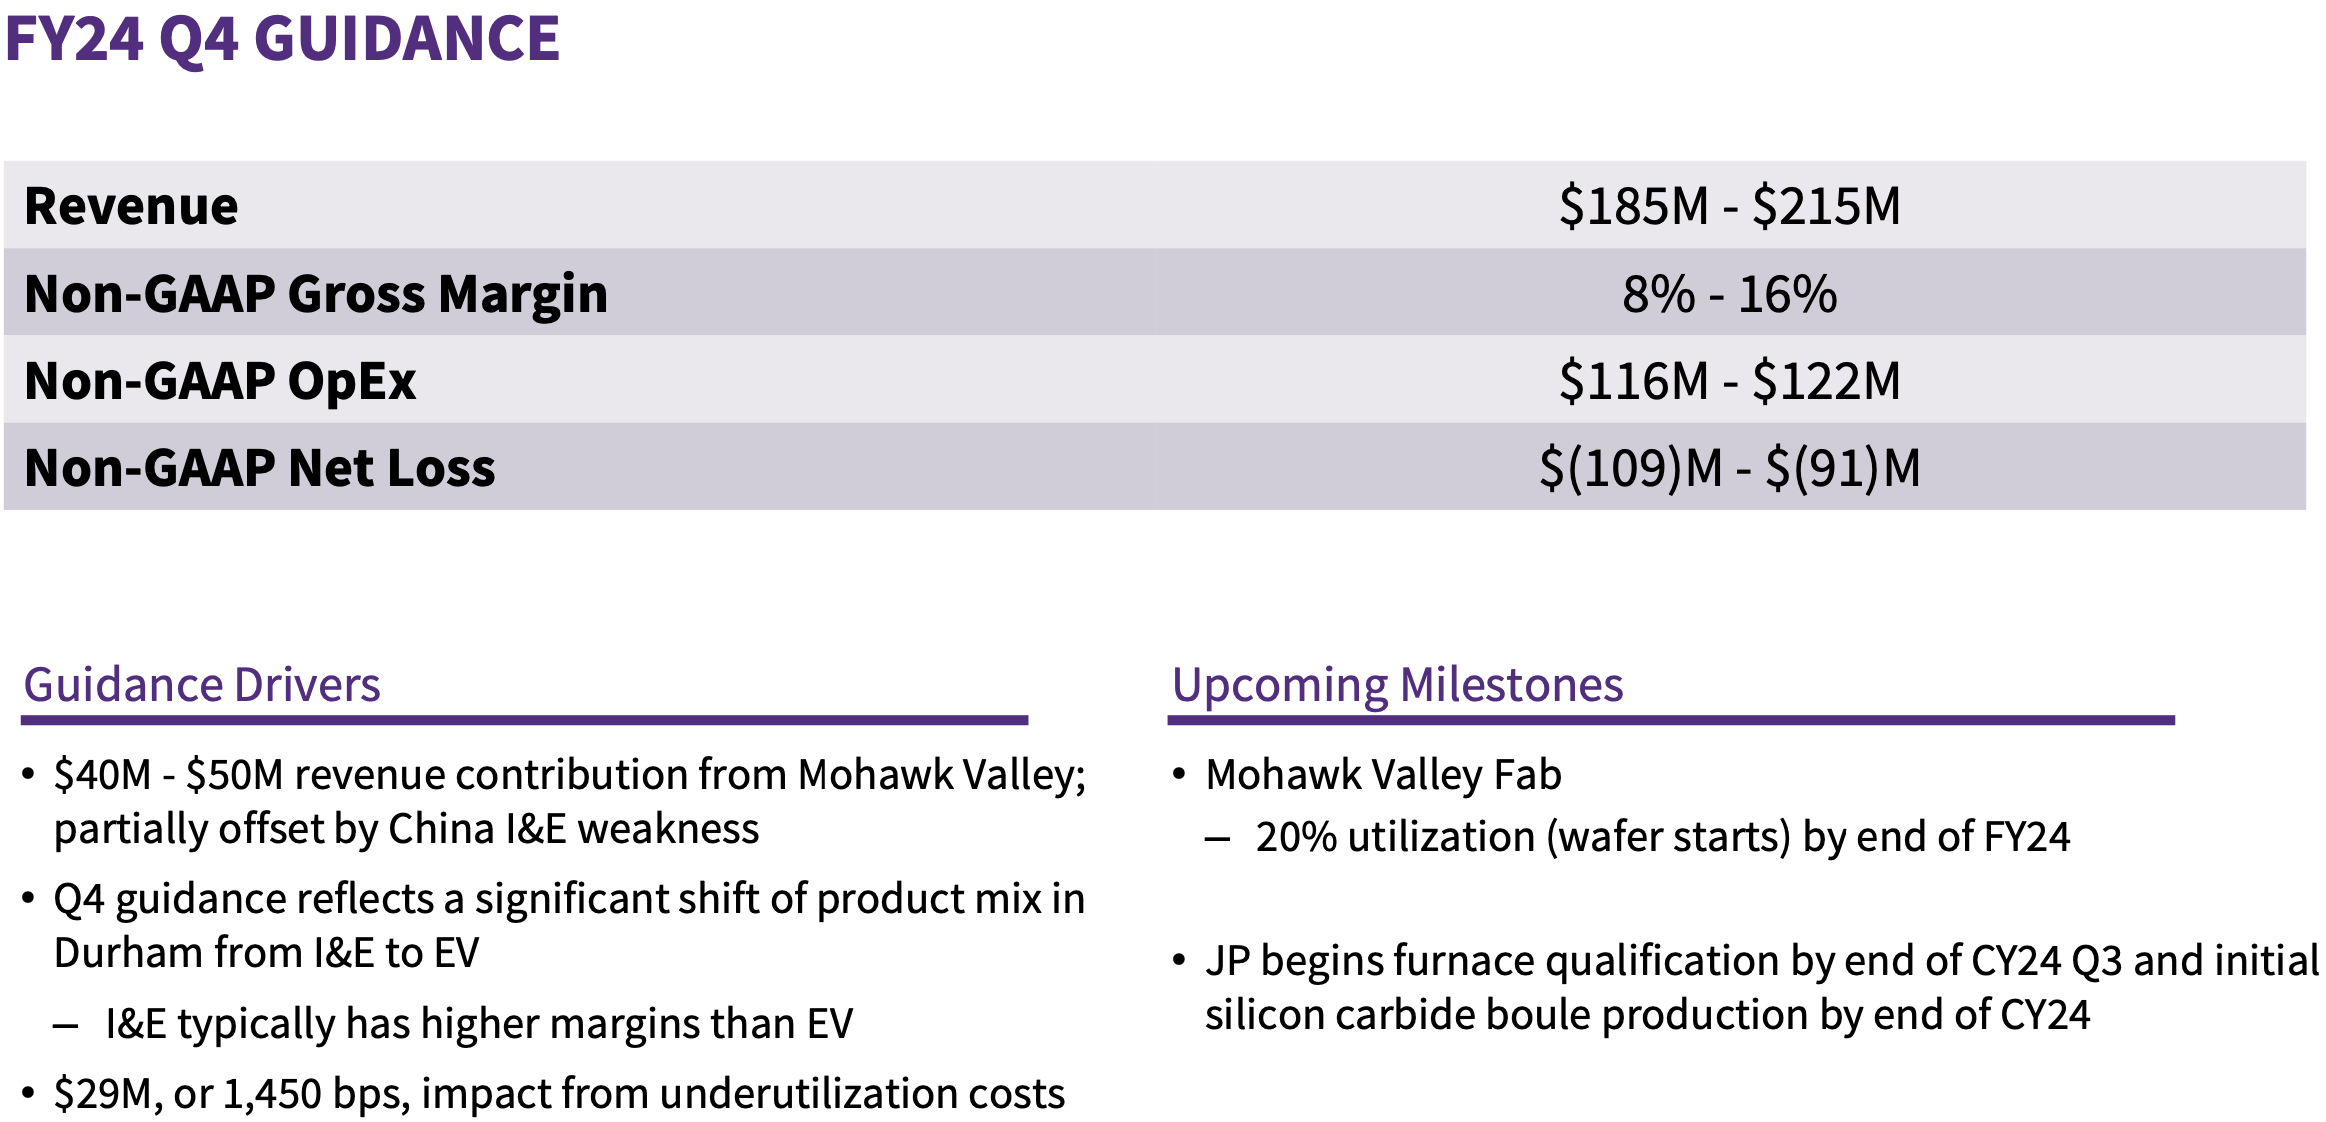 FY24 Q4 GUIDANCE
Revenue $185M - $215M
Non-GAAP Gross Margin 8% - 16%
Non-GAAP OpEx $116M - $122M
Non-GAAP Net Loss $(109)M - $(91)M
Guidance Drivers
• $40M - $50M revenue contribution from Mohawk Valley;
partially offset by China I&E weakness
• Q4 guidance reflects a significant shift of product mix in
Durham from I&E to EV
– I&E typically has higher margins than EV
• $29M, or 1,450 bps, impact from underutilization costs
Upcoming Milestones
• Mohawk Valley Fab
– 20% utilization (wafer starts) by end of FY24
• JP begins furnace qualification by end of CY24 Q3 and initial
silicon carbide boule production by end of CY24